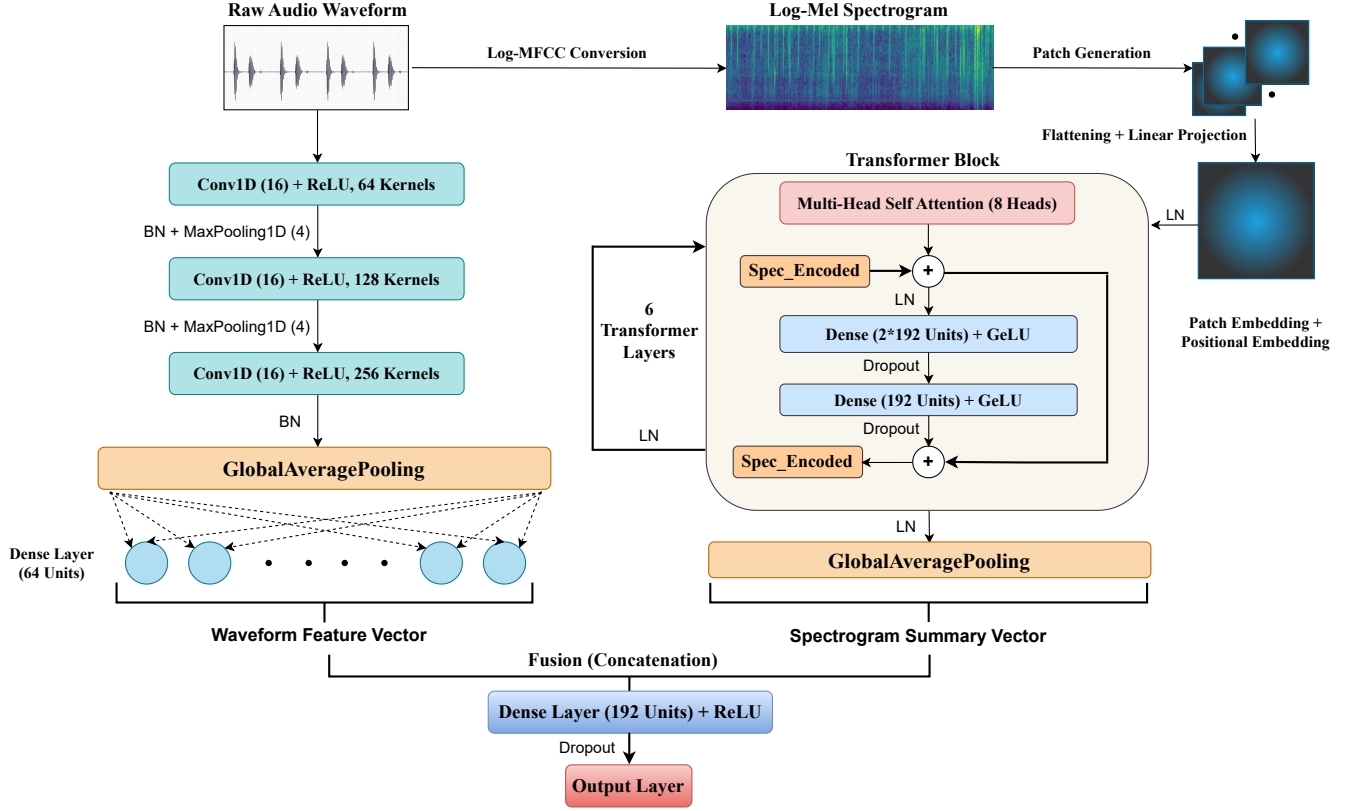 Raw Audio Waveform
Log-Mel Spectrogram
Log-MFCC Conversion
Patch Generation
Flattening + Linear Projection
Transformer Block
Conv1D (16) + ReLU, 64 Kernels
Multi-Head Self Attention (8 Heads)
LN
BN + MaxPooling1D (4)
Spec_Encoded
+
Conv1D (16) + ReLU, 128 Kernels
LN
6
Transformer
Layers
Patch Embedding +
Positional Embedding
BN + MaxPooling1D (4)
Dense (2*192 Units) + GeLU
Dropout
Conv1D (16) + ReLU, 256 Kernels
Dense (192 Units) + GeLU
BN
LN
Dropout
GlobalAveragePooling
Spec_Encoded
+
LN
Dense Layer
(64 Units)
GlobalAveragePooling
Waveform Feature Vector
Spectrogram Summary Vector
Fusion (Concatenation)
Dense Layer (192 Units) + ReLU
Dropout
Output Layer